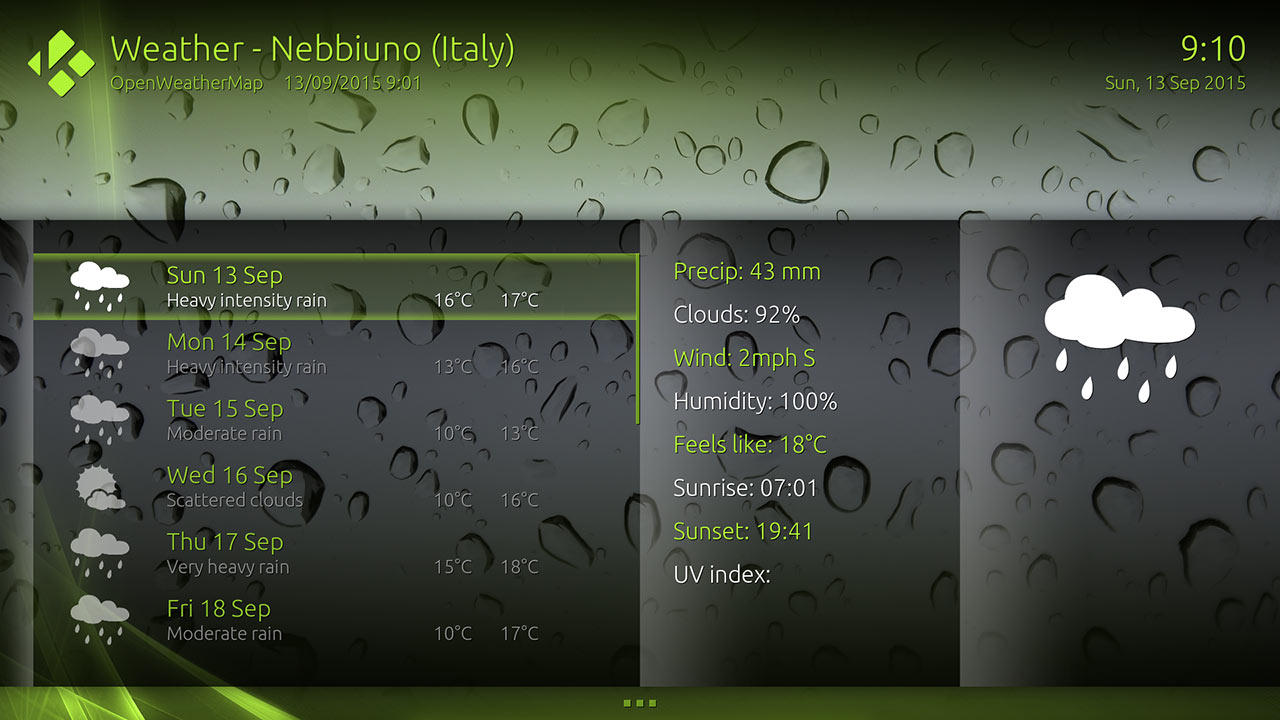 Weather - Nebbiuno (Italy)
OpenWeatherMap 13/09/2015 9:01
9:10
Sun, 13 Sep 2015
Sun 13 Sep
Heavy intensity rain 16°C 17°C
Mon 14 Sep
Heavy intensity rain 13°C 16°C
Tue 15 Sep
Moderate rain 10°C 13°C
Wed 16 Sep
Scattered clouds 10°C 16°C
Thu 17 Sep
Very heavy rain 15°C 18°C
Fri 18 Sep
Moderate rain 10°C 17°C
Precip: 43 mm
Clouds: 92%
Wind: 2mph S
Humidity: 100%
Feels like: 18°C
Sunrise: 07:01
Sunset: 19:41
UV index: